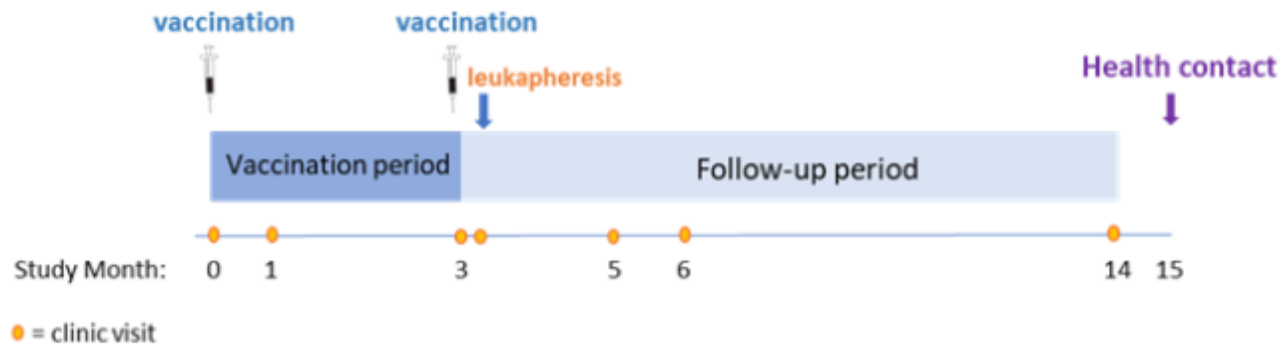 vaccination vaccination
leukapheresis
Health contact
Vaccination period
Follow-up period
Study Month: 0 1 3 5 6 14 15
= clinic visit